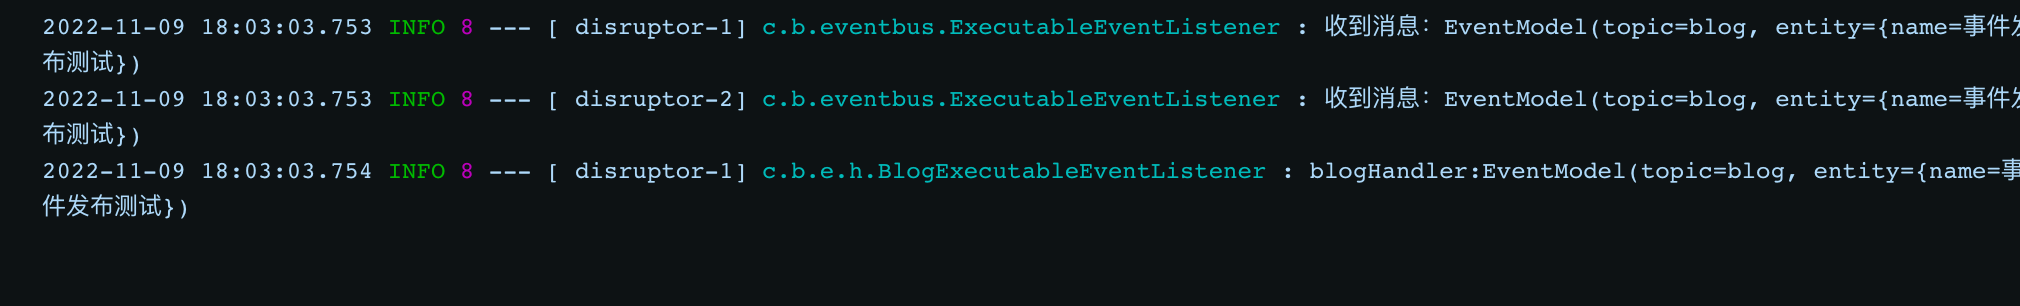 2022-11-09 18:03:03.753 INFO 8 --- [ disruptor-1] c.b.eventbus.ExecutableEventListener : 收到消息：EventModel(topic=blog, entity={name=事件发
布测试})
2022-11-09 18:03:03.753 INFO 8 --- [ disruptor-2] c.b.eventbus.ExecutableEventListener : 收到消息：EventModel(topic=blog, entity={name=事件发
布测试})
2022-11-09 18:03:03.754 INFO 8 --- [ disruptor-1] c.b.e.h.BlogExecutableEventListener : blogHandler:EventModel(topic=blog, entity={name=事
件发布测试})